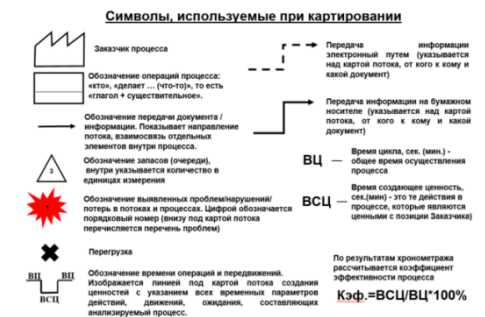 Символы, используемые при картировании
Заказчик процесса
Обозначение операций процесса:
«кто», «делает ... (что-то)», то есть
«глагол + существительное».
Обозначение передачи документа /
информации. Показывает направление
потока, взаимосвязь отдельных
элементов внутри процесса.
3
Обозначение запасов (очереди),
внутри указывается количество в
единицах измерения
1
Обозначение выявленных проблем/нарушений/
потерь в потоках и процессах. Цифрой обозначается
порядковый номер (внизу под картой потока
перечисляется перечень проблем)
Перегрузка
ВЦ ВЦ
ВСЦ
Обозначение времени операций и передвижений.
Изображается линией под картой потока создания
ценностей с указанием всех временных параметров
действий, движений, ожидания, составляющих
анализируемый процесс.
Передача информации
электронный путем (указывается
над картой потока, от кого к кому и
какой документ)
Передача информации на бумажном
носителе (указывается над картой
потока, от кого к кому и какой
документ)
ВЦ — Время цикла, сек. (мин.) -
общее время осуществления
процесса
ВСЦ — Время создающее ценность,
сек.(мин) - это те действия в
процессе, которые являются
ценными с позиции Заказчика)
По результатам хронометража
рассчитывается коэффициент
эффективности процесса
Кэф.=ВСЦ/ВЦ*100%